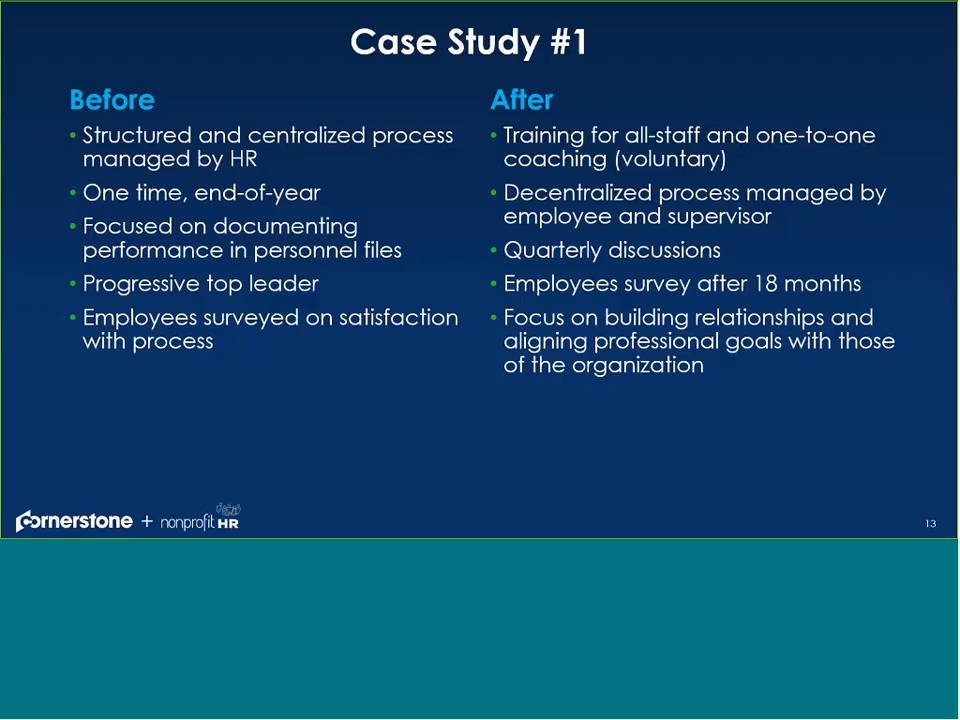 Case Study #1
Before
• Structured and centralized process
managed by HR
• One time, end-of-year
• Focused on documenting
performance in personnel files
• Progressive top leader
• Employees surveyed on satisfaction
with process
After
• Training for all-staff and one-to-one
coaching (voluntary)
• Decentralized process managed by
employee and supervisor
• Quarterly discussions
• Employees survey after 18 months
• Focus on building relationships and
aligning professional goals with those
of the organization
cornerstone + nonprofit HR
13